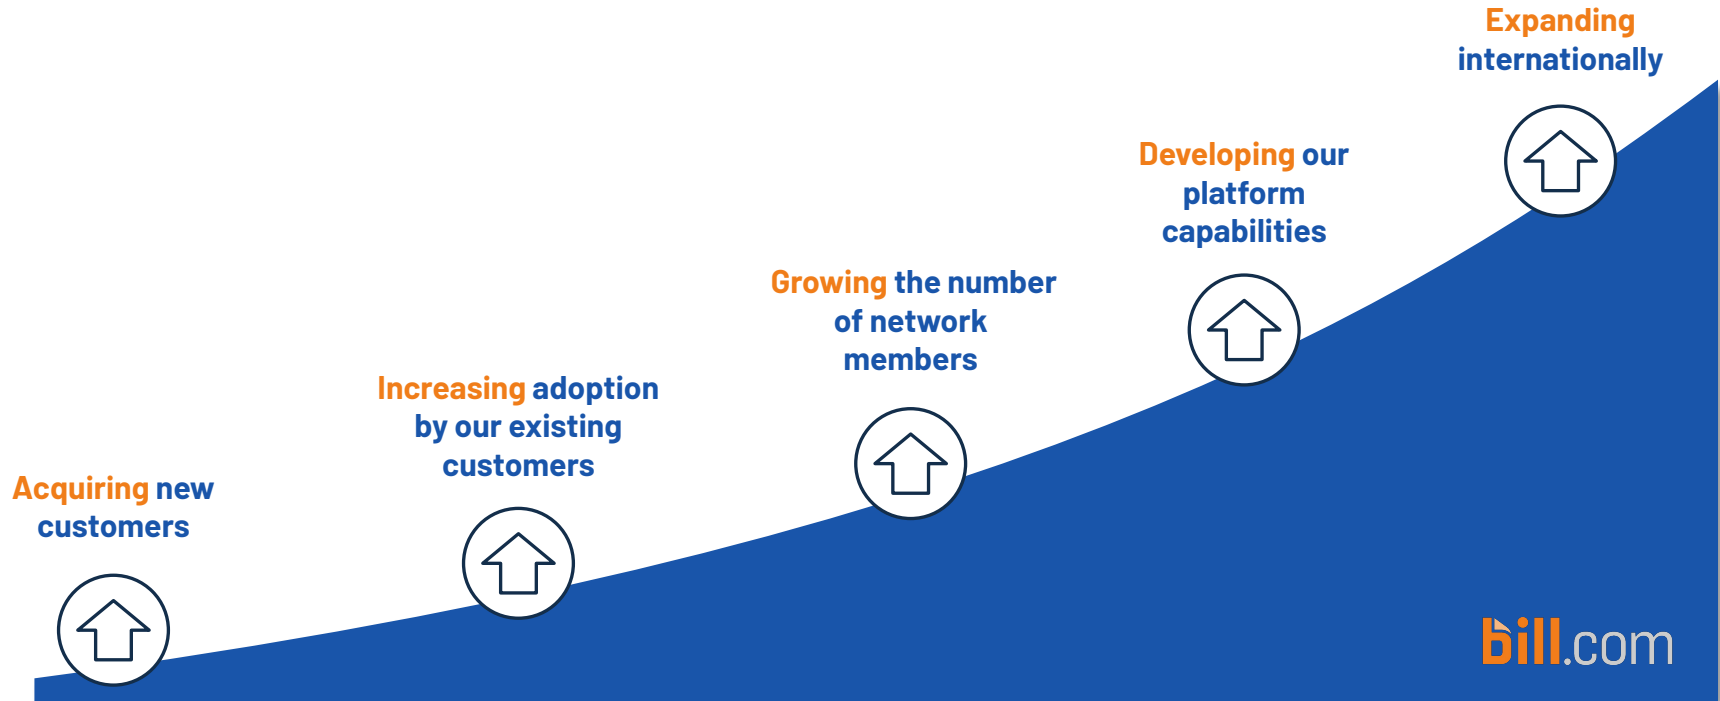 Acquiring new
customers
Increasing adoption
by our existing
customers
Growing the number
of network
members
Developing our
platform
capabilities
Expanding
internationally
bill.com